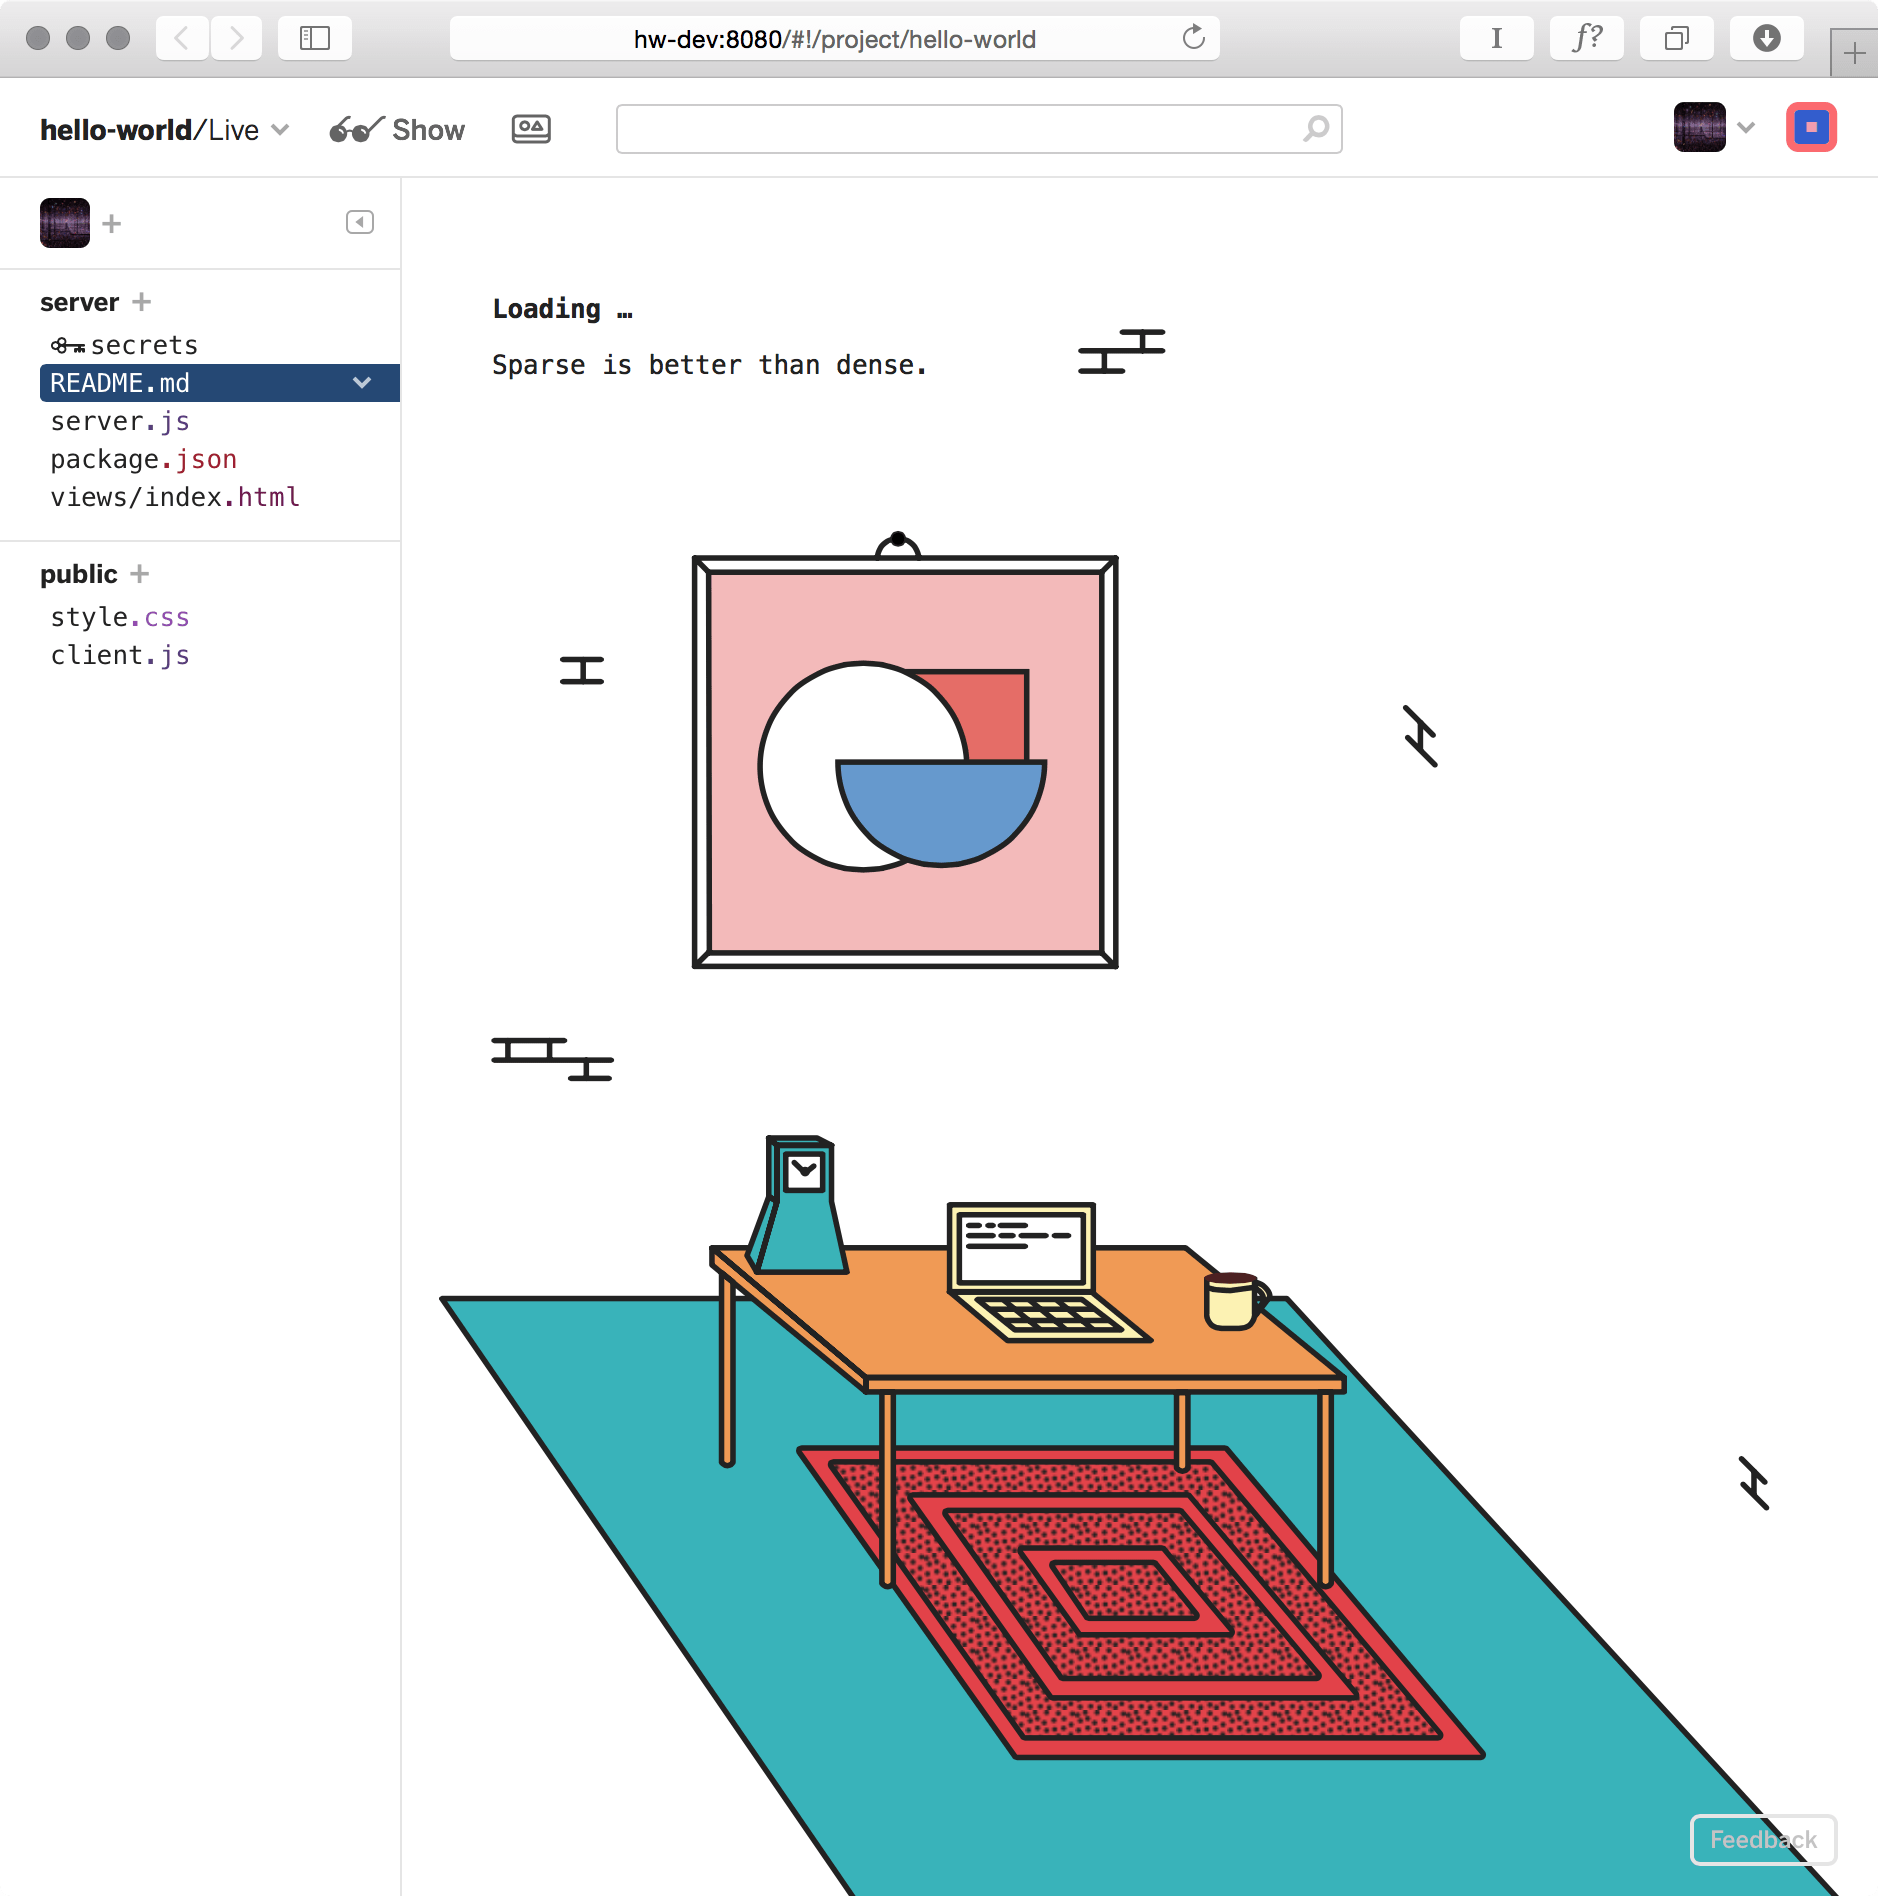 hw-dev:8080/#!/project/hello-world
I
f?
hello-world/Live
Show
server
secrets
README.md
server.js
package.json
views/index.html
public
style.css
client.js
Loading …
Sparse is better than dense.
Feedback